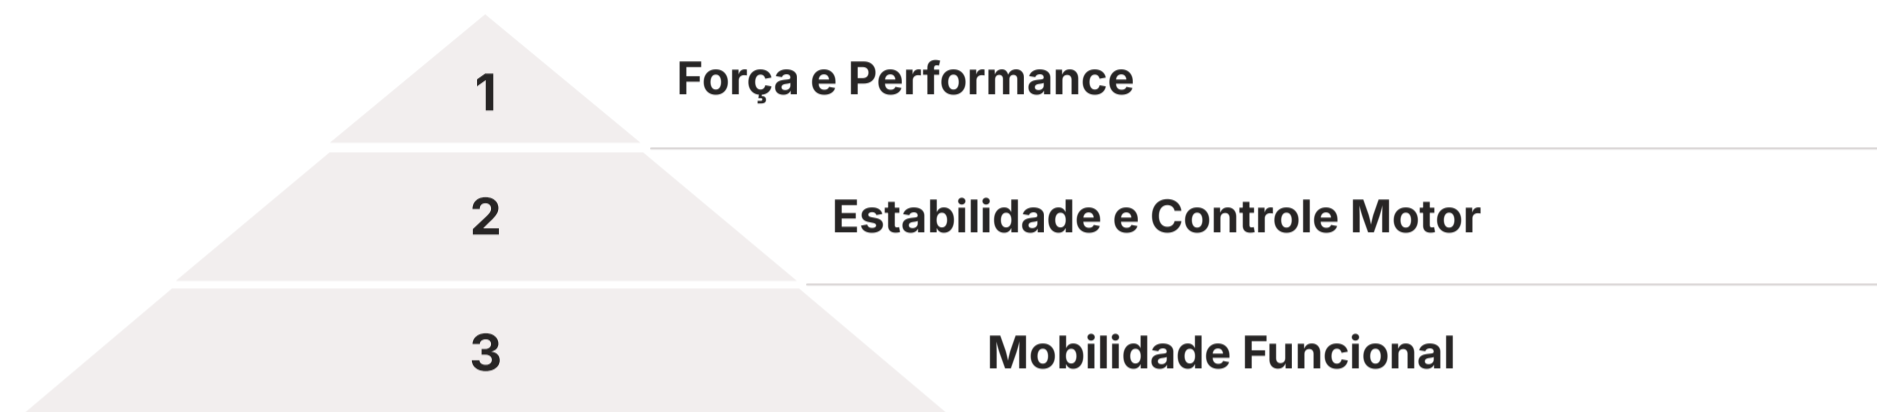 1
Força e Performance
2
Estabilidade e Controle Motor
3
Mobilidade Funcional